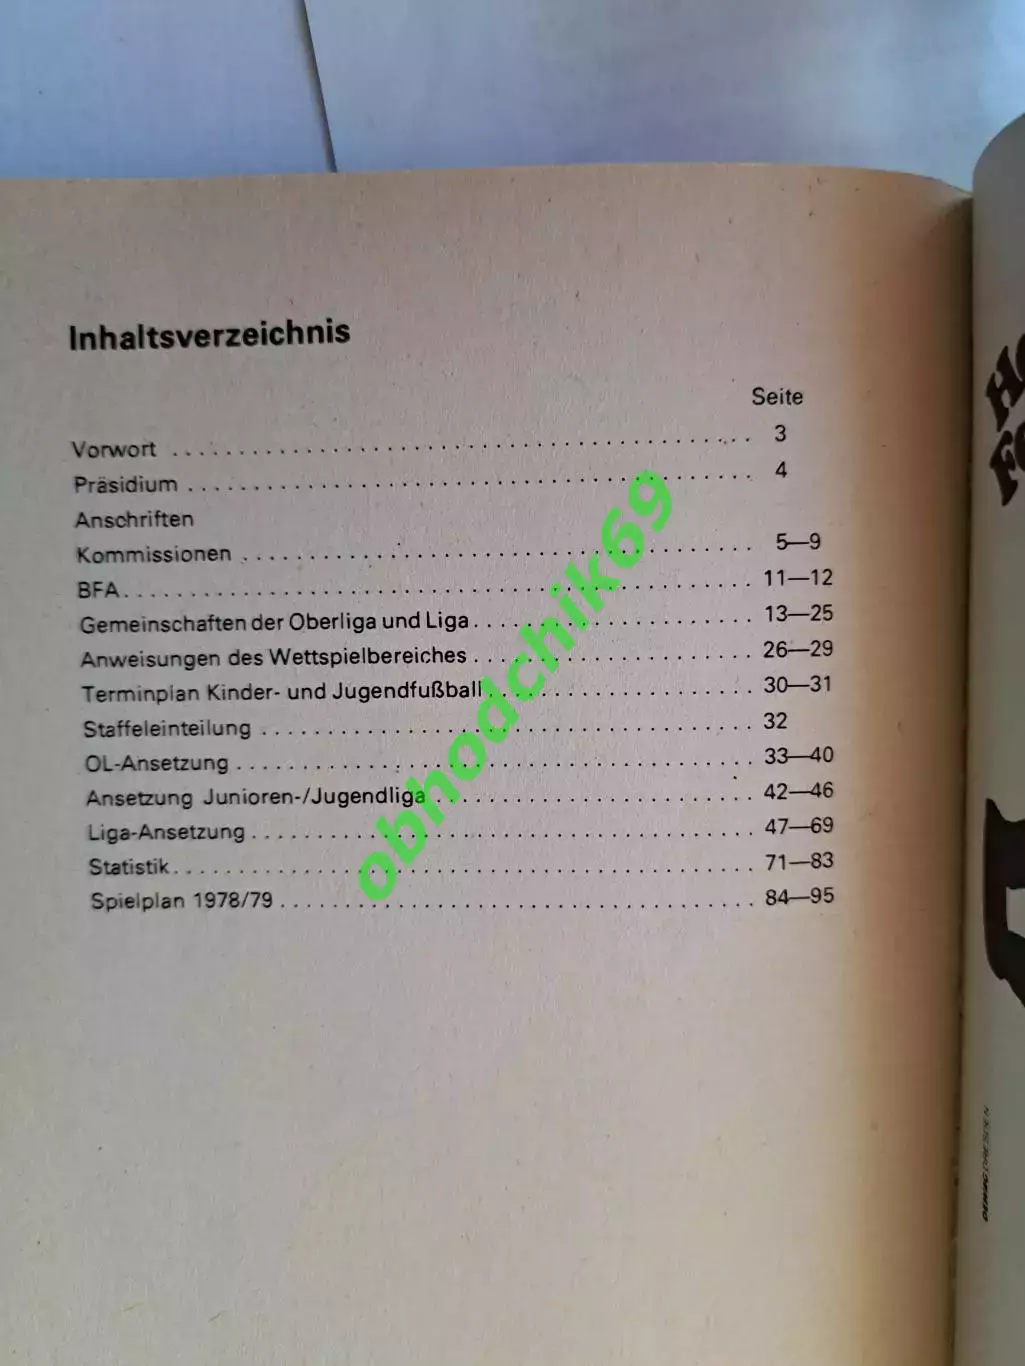 Inhaltsverzeichnis
Seite
Vorwort 3
Präsidium 4
Anschriften
Kommissionen 5—9
BFA 11—12
Gemeinschaften der Oberliga und Liga 13—25
Anweisungen des Wettspielbereiches 26—29
Terminplan Kinder- und Jugendfußball 30—31
Staffeleinteilung 32
OL-Ansetzung 33—40
Ansetzung Junioren-/Jugendliga 42—46
Liga-Ansetzung 47—69
Statistik 71—83
Spielplan 1978/79 84—95
obhodchik69
DEWAG DRESDEN